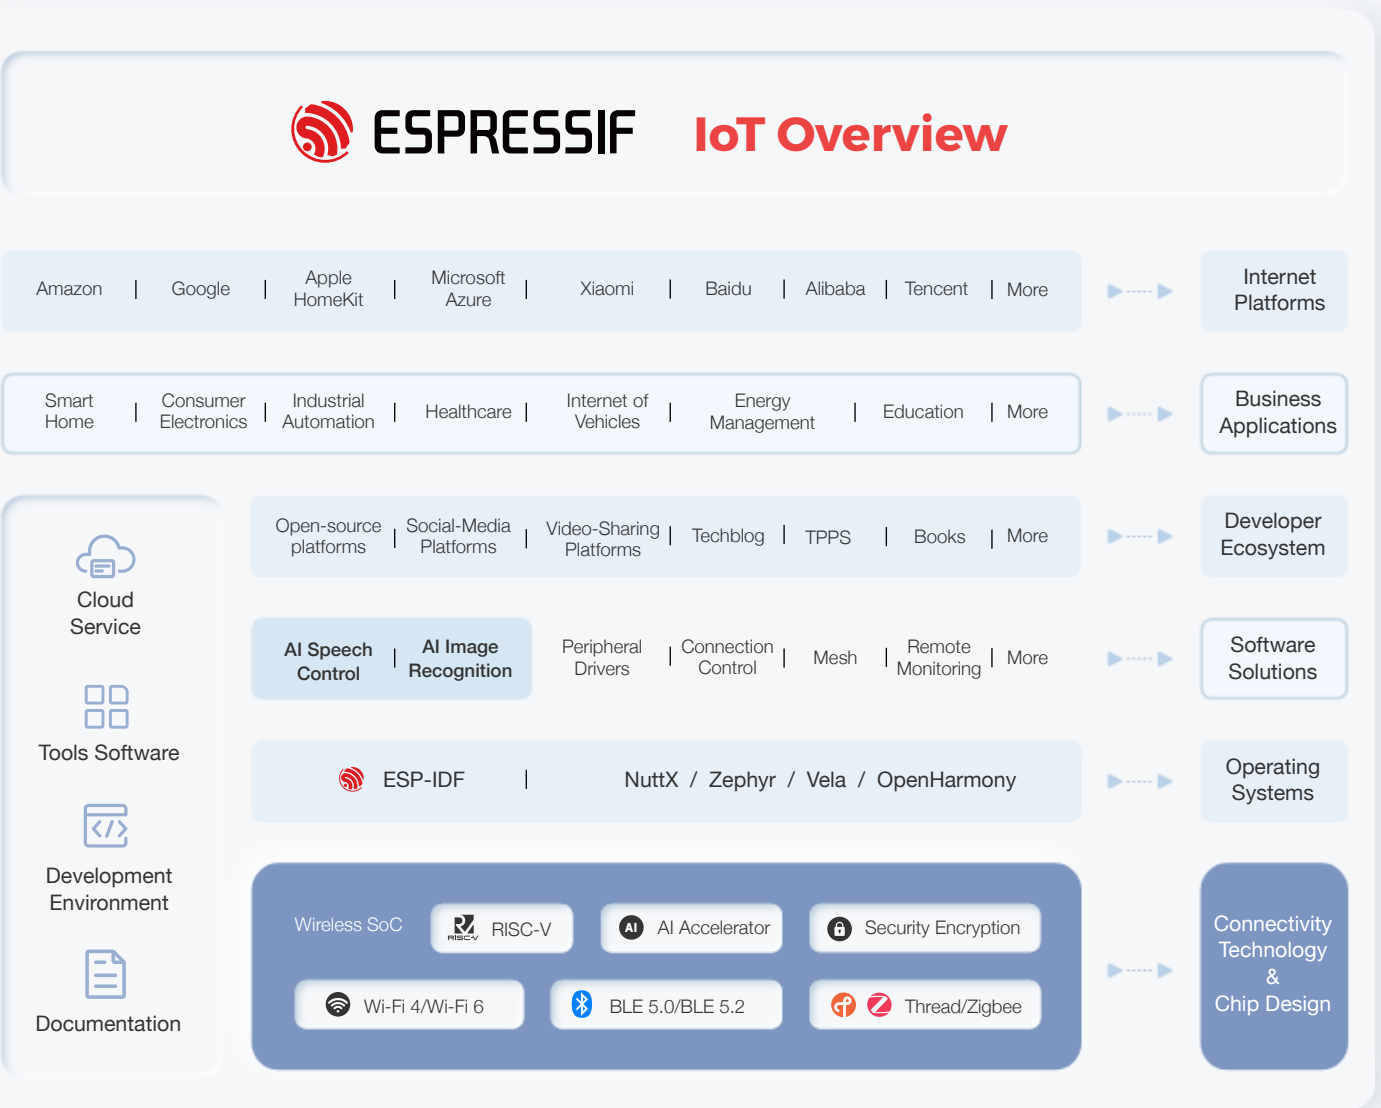 ESPRESSIF IoT Overview
Amazon | Google | Apple HomeKit | Microsoft Azure | Xiaomi | Baidu | Alibaba | Tencent | More
Internet Platforms
Smart Home | Consumer Electronics | Industrial Automation | Healthcare | Internet of Vehicles | Energy Management | Education | More
Business Applications
Cloud
Service
Tools Software
Development
Environment
Documentation
Open-source platforms | Social-Media Platforms | Video-Sharing Platforms | Techblog | TPPS | Books | More
Developer Ecosystem
AI Speech Control | AI Image Recognition | Peripheral Drivers | Connection Control | Mesh | Remote Monitoring | More
Software Solutions
ESP-IDF | NuttX / Zephyr / Vela / OpenHarmony
Operating Systems
Wireless SoC RISC-V RISC-V AI AI Accelerator Security Encryption
Wi-Fi 4/Wi-Fi 6 BLE 5.0/BLE 5.2 Thread/Zigbee
Connectivity
Technology
&
Chip Design